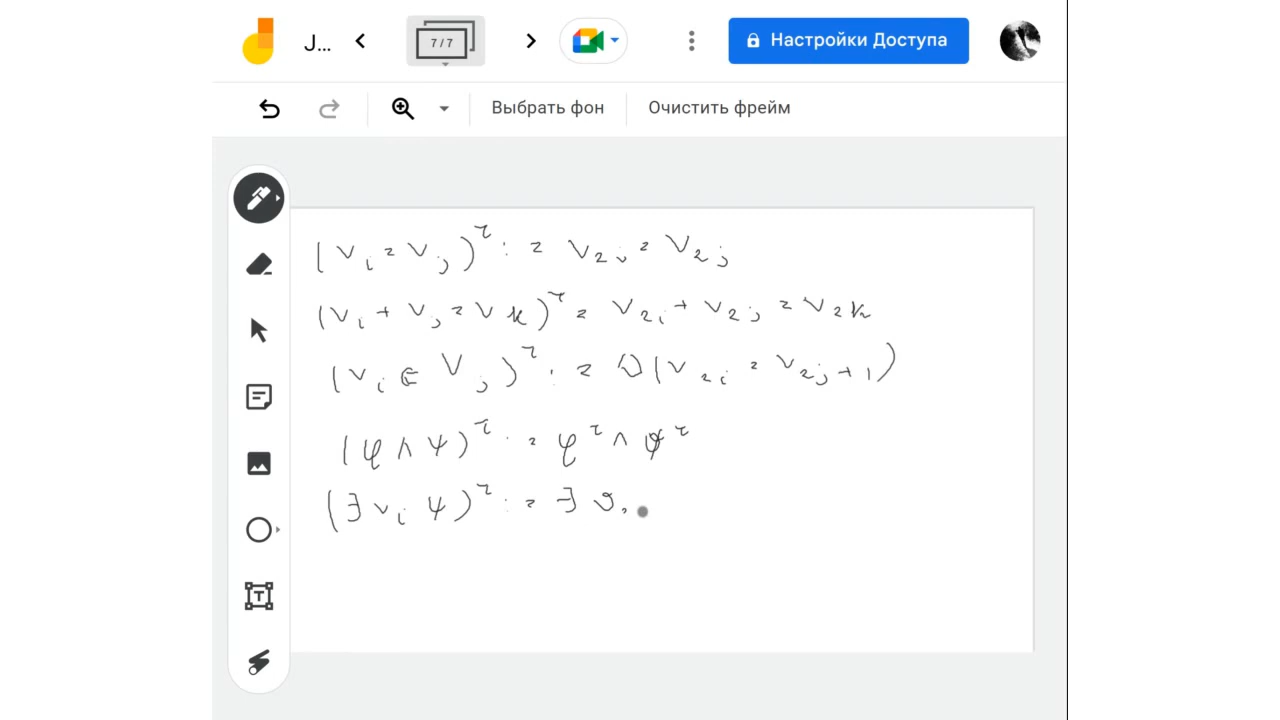 J...
7/7
Настройки Доступа
Выбрать фон
Очистить фрейм
(v_i = v_j)^τ := v_{2i} = v_{2j}
(v_i + v_j = v_k)^τ = v_{2i} + v_{2j} = v_{2k}
(v_i ∈ V_j)^τ := ◇(v_{2i} = v_{2j+1})
(φ ∧ ψ)^τ := φ^τ ∧ ψ^τ
(∃ v_i ψ)^τ := ∃ v